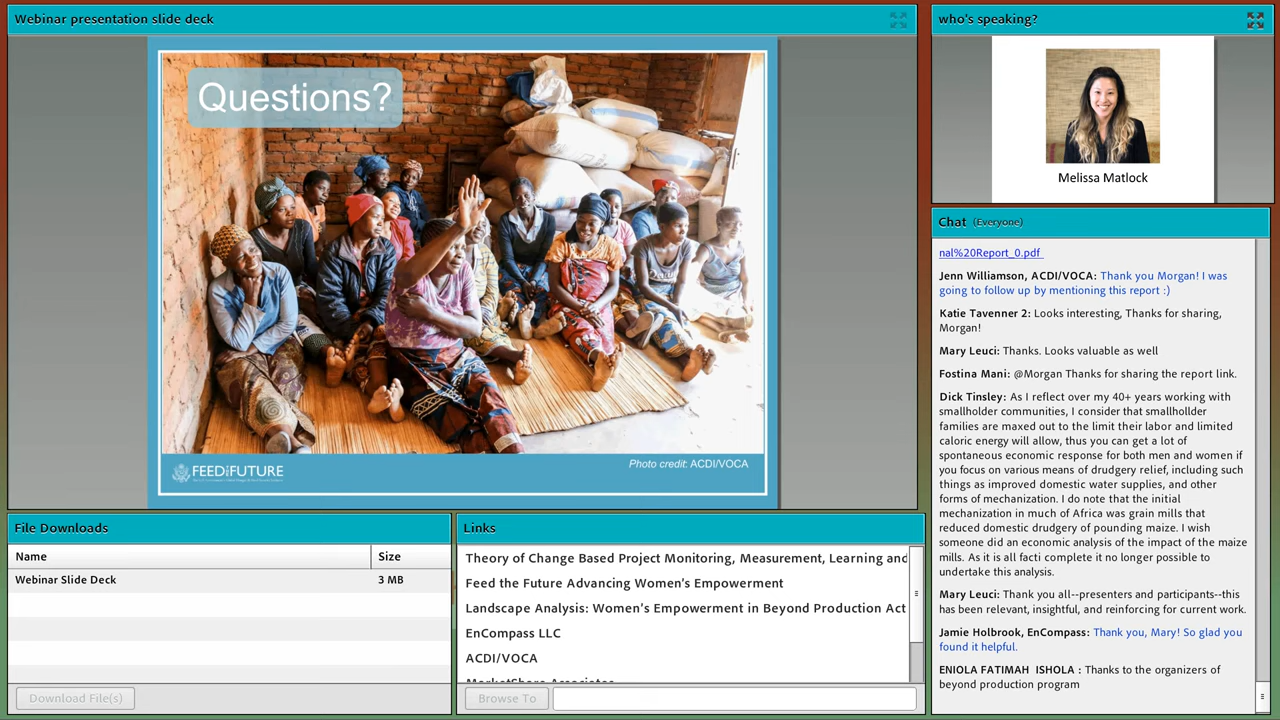 Webinar presentation slide deck
Questions?
FEED THE FUTURE
Photo credit: ACDI/VOCA
who's speaking?
Melissa Matlock
Chat (Everyone)
nal%20Report_0.pdf
Jenn Williamson, ACDI/VOCA: Thank you Morgan! I was
going to follow up by mentioning this report :)
Katie Tavenner 2: Looks interesting, Thanks for sharing,
Morgan!
Mary Leuci: Thanks. Looks valuable as well
Fostina Mani: @Morgan Thanks for sharing the report link.
Dick Tinsley: As I reflect over my 40+ years working with
smallholder communities, I consider that smallhollder
families are maxed out to the limit their labor and limited
caloric energy will allow, thus you can get a lot of
spontaneous economic response for both men and women if
you focus on various means of drudgery relief, including such
things as improved domestic water supplies, and other
forms of mechanization. I do note that the initial
mechanization in much of Africa was grain mills that
reduced domestic drudgery of pounding maize. I wish
someone did an economic analysis of the impact of the maize
mills. As it is all facti complete it no longer possible to
undertake this analysis.
Mary Leuci: Thank you all--presenters and participants--this
has been relevant, insightful, and reinforcing for current work.
Jamie Holbrook, EnCompass: Thank you, Mary! So glad you
found it helpful.
ENIOLA FATIMAH ISHOLA : Thanks to the organizers of
beyond production program
File Downloads
Name Size
Webinar Slide Deck 3 MB
Download File(s)
Links
Theory of Change Based Project Monitoring, Measurement, Learning and
Feed the Future Advancing Women's Empowerment
Landscape Analysis: Women's Empowerment in Beyond Production Act
EnCompass LLC
ACDI/VOCA
MarketShare Associates
Browse To